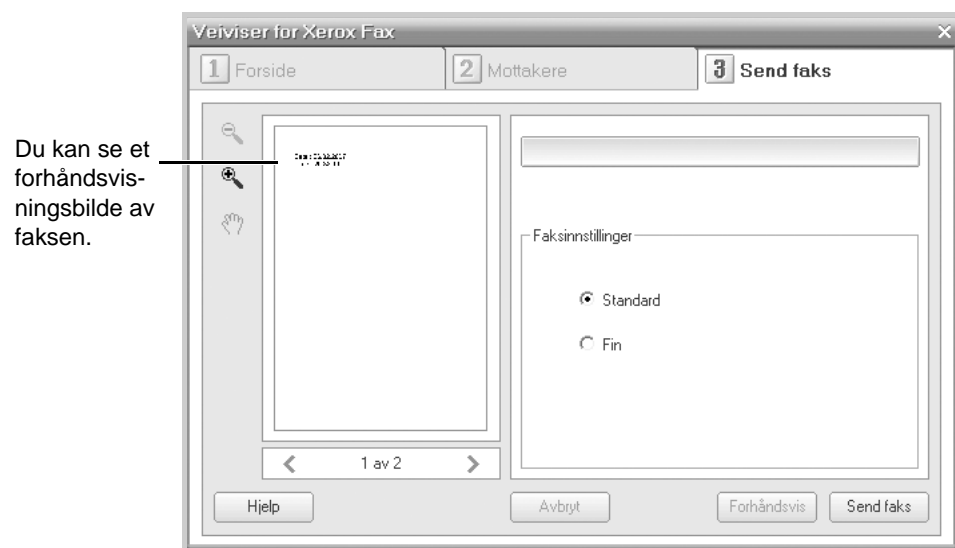 Veiviser for Xerox Fax
1 Forside
2 Mottakere
3 Send faks
Du kan se et
forhåndsvis-
ningsbilde av
faksen.
Faksinnstillinger
Standard
Fin
1 av 2
Hjelp
Avbryt
Forhåndsvis
Send faks